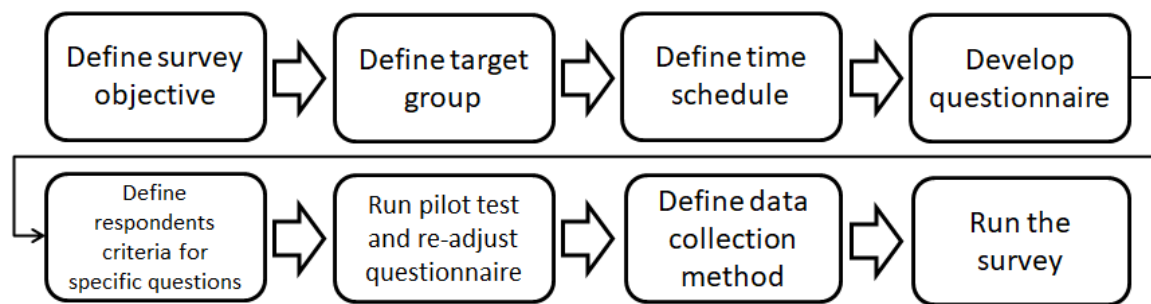 Define survey
objective
Define target
group
Define time
schedule
Develop
questionnaire
Define
respondents
criteria for
specific questions
Run pilot test
and re-adjust
questionnaire
Define data
collection
method
Run the
survey